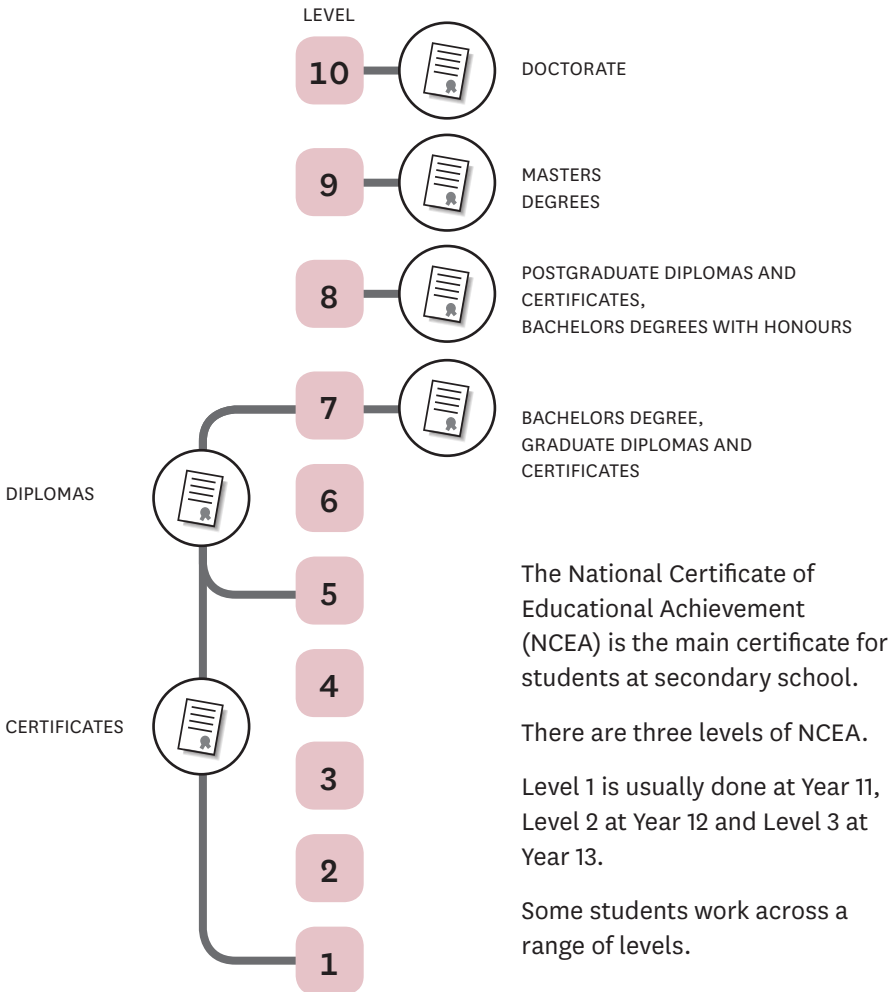 LEVEL
10
DOCTORATE
9
MASTERS
DEGREES
8
POSTGRADUATE DIPLOMAS AND
CERTIFICATES,
BACHELORS DEGREES WITH HONOURS
7
BACHELORS DEGREE,
GRADUATE DIPLOMAS AND
CERTIFICATES
DIPLOMAS
6
5
4
CERTIFICATES
3
2
1
The National Certificate of
Educational Achievement
(NCEA) is the main certificate for
students at secondary school.
There are three levels of NCEA.
Level 1 is usually done at Year 11,
Level 2 at Year 12 and Level 3 at
Year 13.
Some students work across a
range of levels.